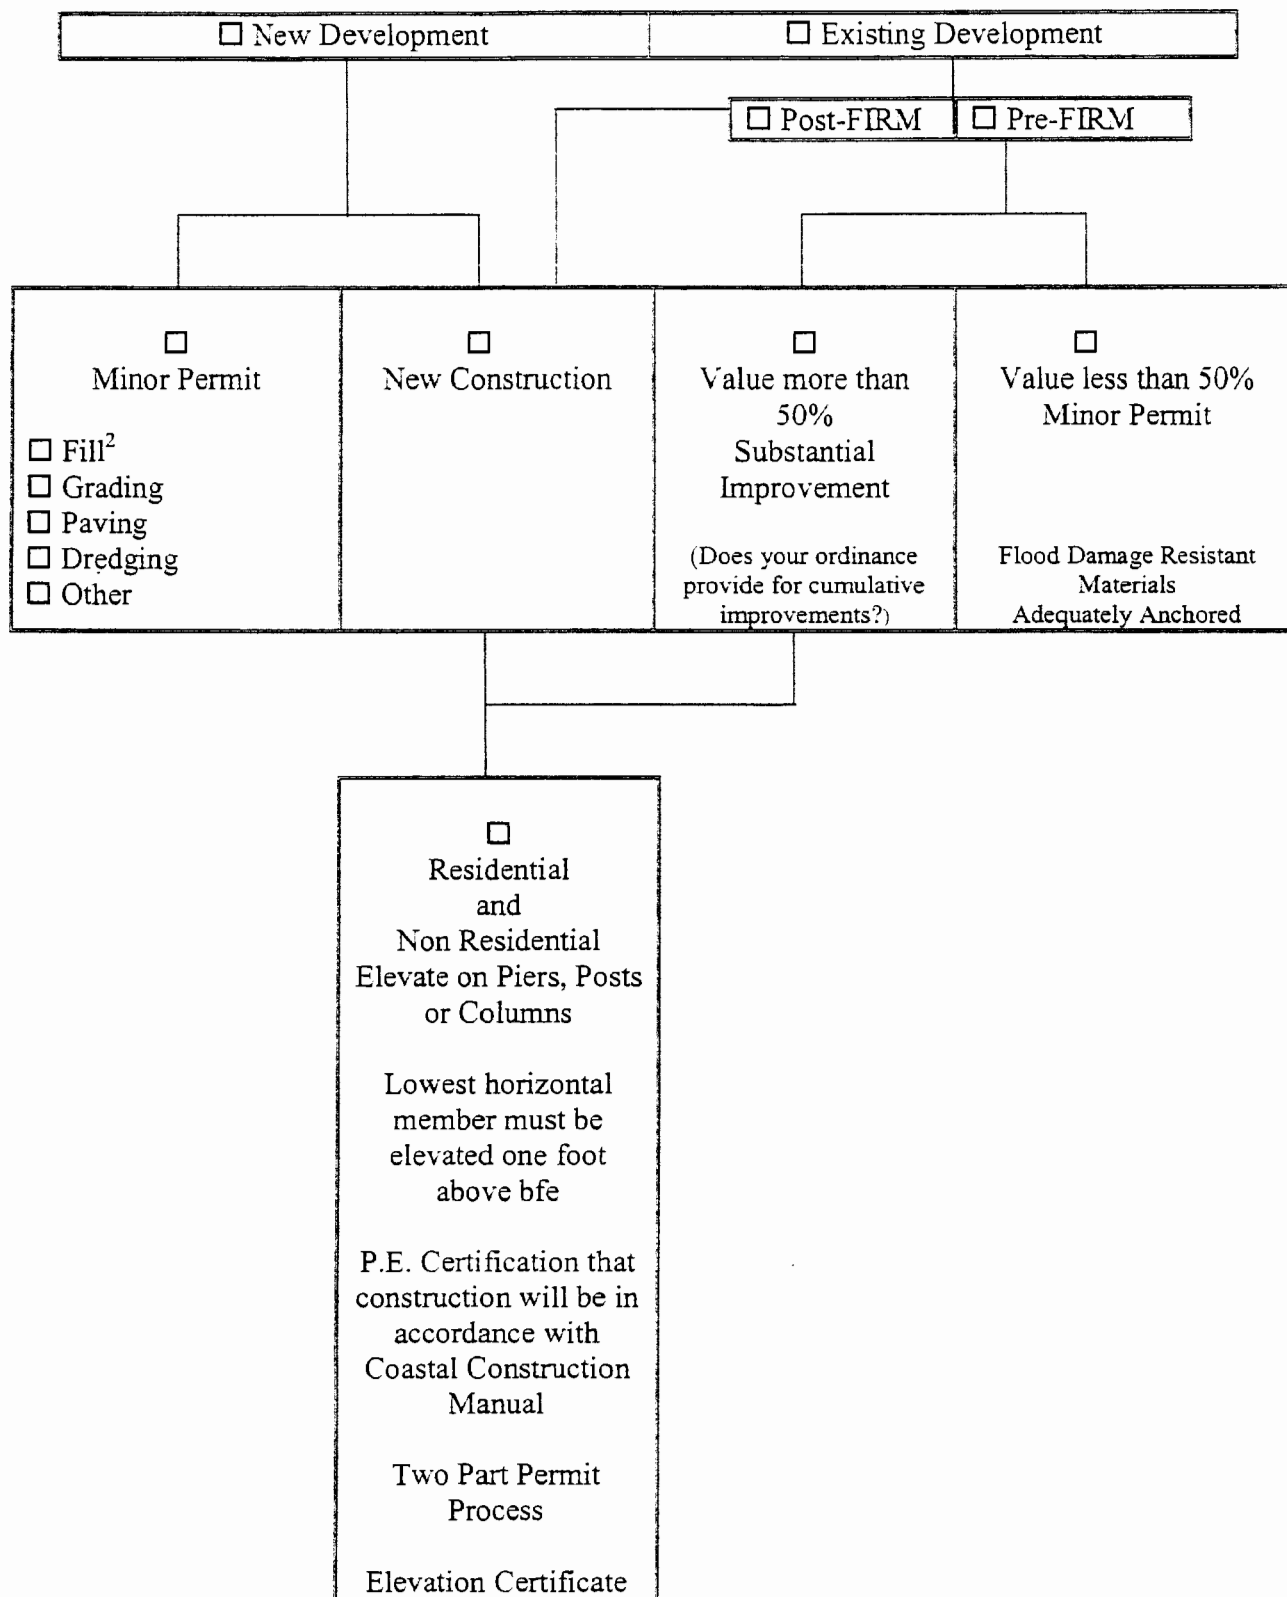 ☐ New Development
☐ Existing Development
☐ Post-FIRM
☐ Pre-FIRM
☐
Minor Permit
☐ Fill²
☐ Grading
☐ Paving
☐ Dredging
☐ Other
☐
New Construction
☐
Value more than
50%
Substantial
Improvement
(Does your ordinance
provide for cumulative
improvements?)
☐
Value less than 50%
Minor Permit
Flood Damage Resistant
Materials
Adequately Anchored
☐
Residential
and
Non Residential
Elevate on Piers, Posts
or Columns
Lowest horizontal
member must be
elevated one foot
above bfe
P.E. Certification that
construction will be in
accordance with
Coastal Construction
Manual
Two Part Permit
Process
Elevation Certificate